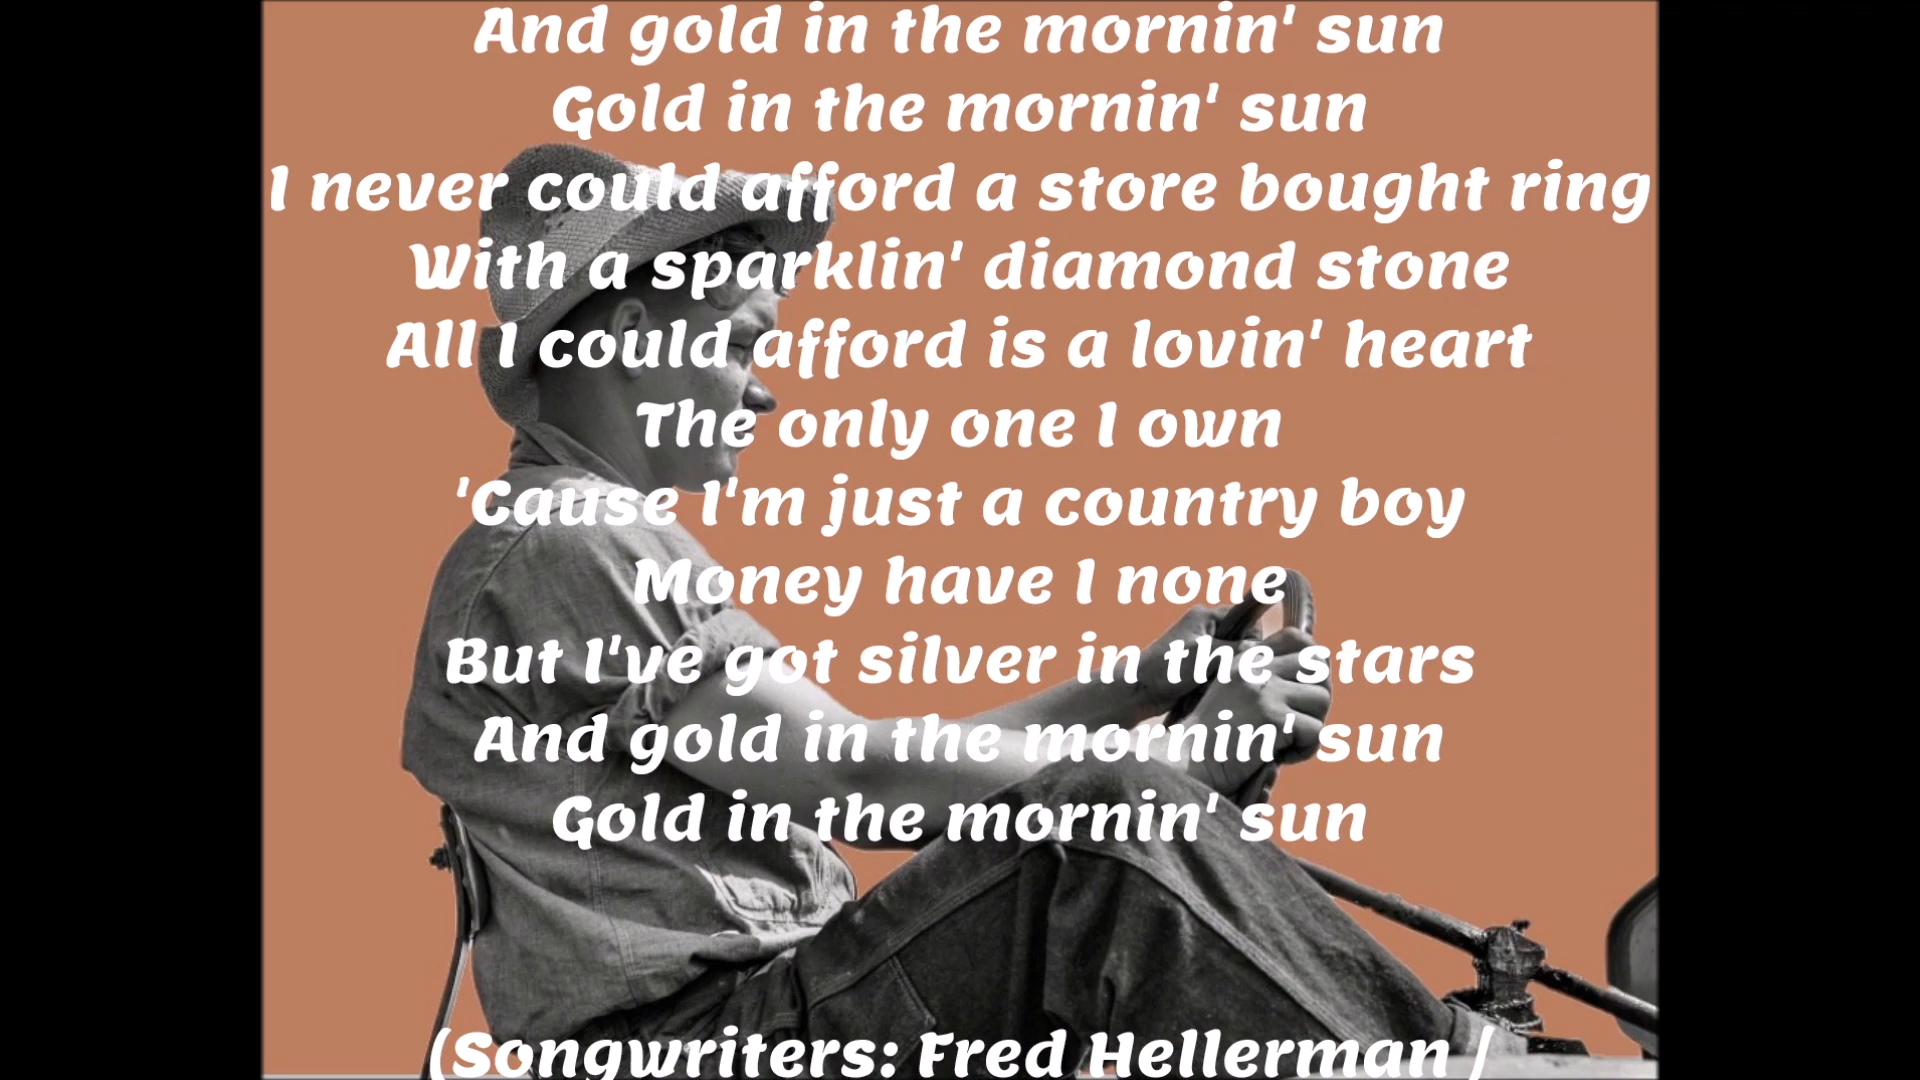 And gold in the mornin' sun
Gold in the mornin' sun
I never could afford a store bought ring
With a sparklin' diamond stone
All I could afford is a lovin' heart
The only one I own
'Cause I'm just a country boy
Money have I none
But I've got silver in the stars
And gold in the mornin' sun
Gold in the mornin' sun
(Songwriters: Fred Hellerman /